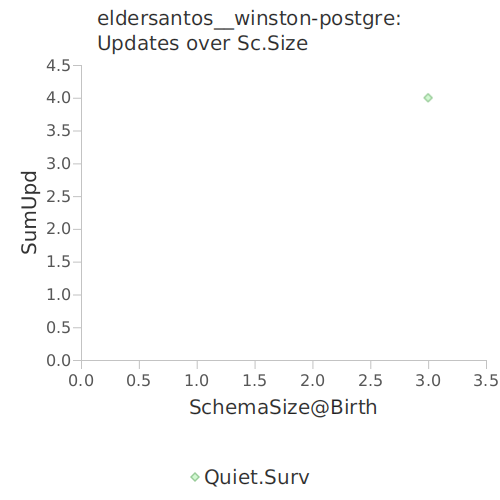 eldersantos__winston-postgre:
Updates over Sc.Size
4.5
4.0
3.5
3.0
2.5
2.0
1.5
1.0
0.5
0.0
SumUpd
0.0 0.5 1.0 1.5 2.0 2.5 3.0 3.5
SchemaSize@Birth
Quiet.Surv